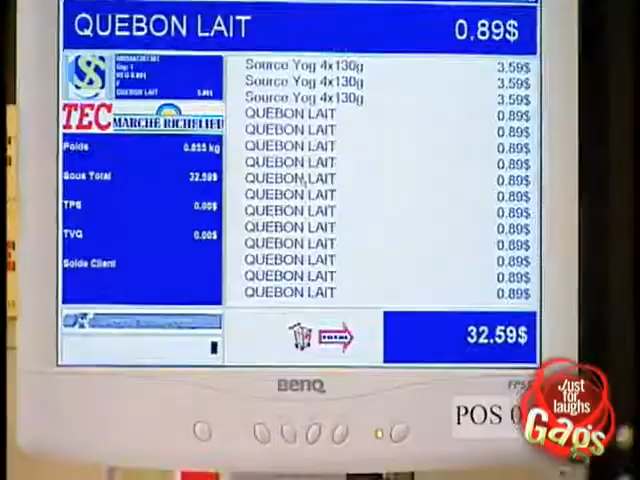 QUEBON LAIT 0.89$
QUEBON LAIT
TEC MARCHE RICHELIEU
Poids
Sous Total 32.59$
TPS 0.00$
TVQ 0.00$
Solde Client
Source Yog 4x130g 3.59$
Source Yog 4x130g 3.59$
Source Yog 4x130g 3.59$
QUEBON LAIT 0.89$
QUEBON LAIT 0.89$
QUEBON LAIT 0.89$
QUEBON LAIT 0.89$
QUEBON LAIT 0.89$
QUEBON LAIT 0.89$
QUEBON LAIT 0.89$
QUEBON LAIT 0.89$
QUEBON LAIT 0.89$
QUEBON LAIT 0.89$
QUEBON LAIT 0.89$
QUEBON LAIT 0.89$
TOTAL
32.59$
BenQ
POS
Just for laughs
Gags